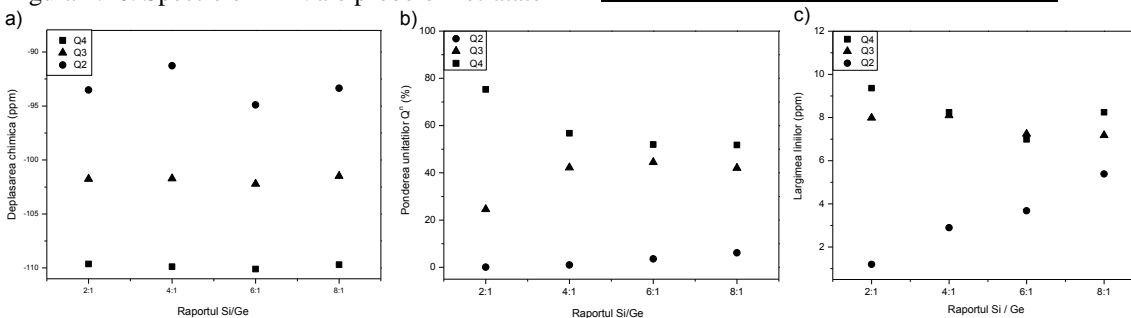 a)
b)
c)
Q4
Q3
Q2
-90
-95
-100
-105
-110
Deplasarea chimica (ppm)
2:1
4:1
6:1
8:1
Raportul Si/Ge
Q2
Q3
Q4
100
80
60
40
20
0
Ponderea unitatilor Qⁿ (%)
2:1
4:1
6:1
8:1
Raportul Si/Ge
Q4
Q3
Q2
12
10
8
6
4
2
Largimea liniilor (ppm)
2:1
4:1
6:1
8:1
Raportul Si / Ge